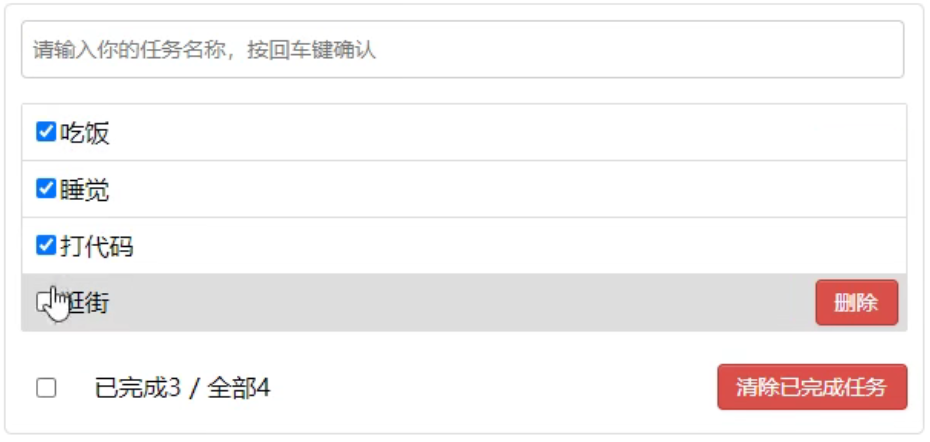 请输入你的任务名称，按回车键确认
吃饭
睡觉
打代码
逛街 删除
已完成3 / 全部4 清除已完成任务